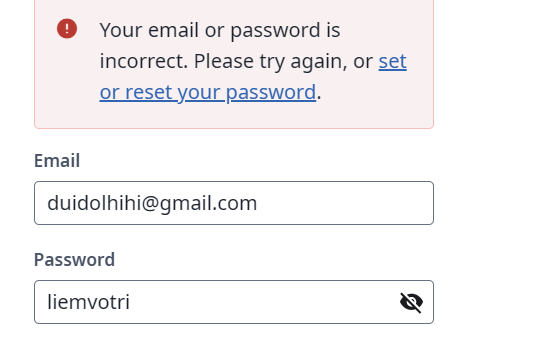 Your email or password is
incorrect. Please try again, or set
or reset your password.
Email
duidolhihi@gmail.com
Password
liemvotri